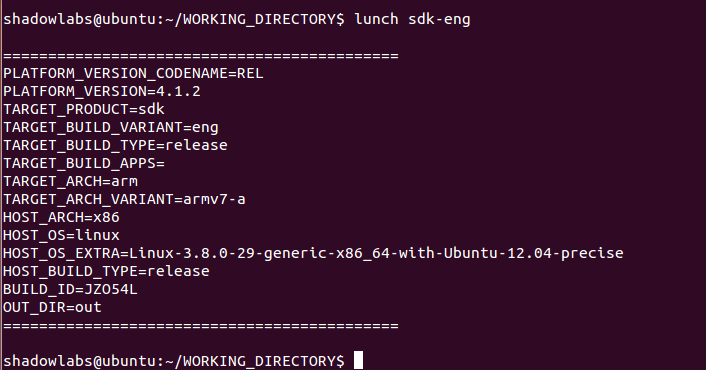 shadowlabs@ubuntu:~/WORKING_DIRECTORY$ lunch sdk-eng
============================================
PLATFORM_VERSION_CODENAME=REL
PLATFORM_VERSION=4.1.2
TARGET_PRODUCT=sdk
TARGET_BUILD_VARIANT=eng
TARGET_BUILD_TYPE=release
TARGET_BUILD_APPS=
TARGET_ARCH=arm
TARGET_ARCH_VARIANT=armv7-a
HOST_ARCH=x86
HOST_OS=linux
HOST_OS_EXTRA=Linux-3.8.0-29-generic-x86_64-with-Ubuntu-12.04-precise
HOST_BUILD_TYPE=release
BUILD_ID=JZO54L
OUT_DIR=out
============================================
shadowlabs@ubuntu:~/WORKING_DIRECTORY$